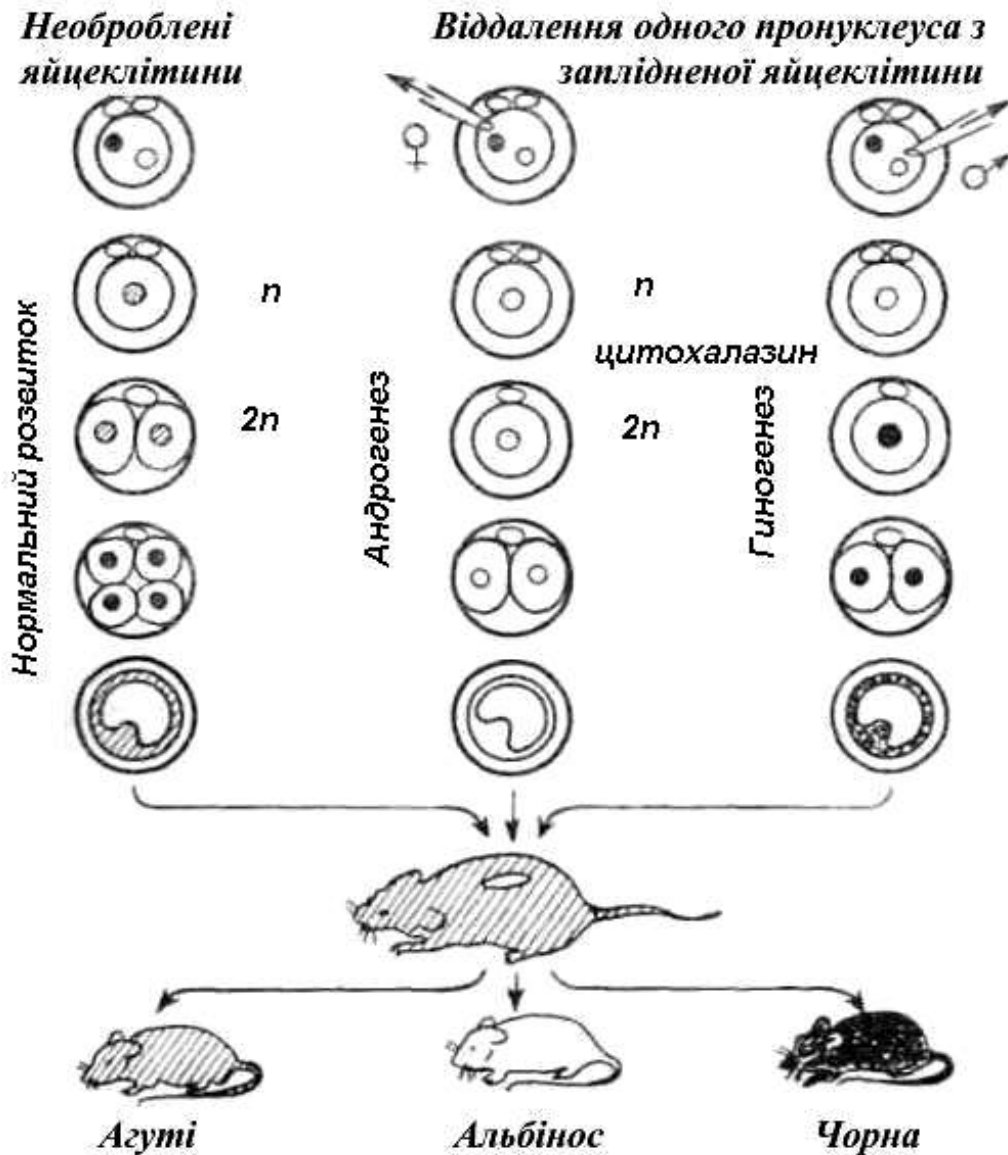 Необроблені
яйцеклітини
Віддалення одного пронуклеуса з
заплідненої яйцеклітини
Нормальний розвиток
n
2n
Андрогенез
n
цитохалазин
2n
Гиногенез
Агуті
Альбінос
Чорна